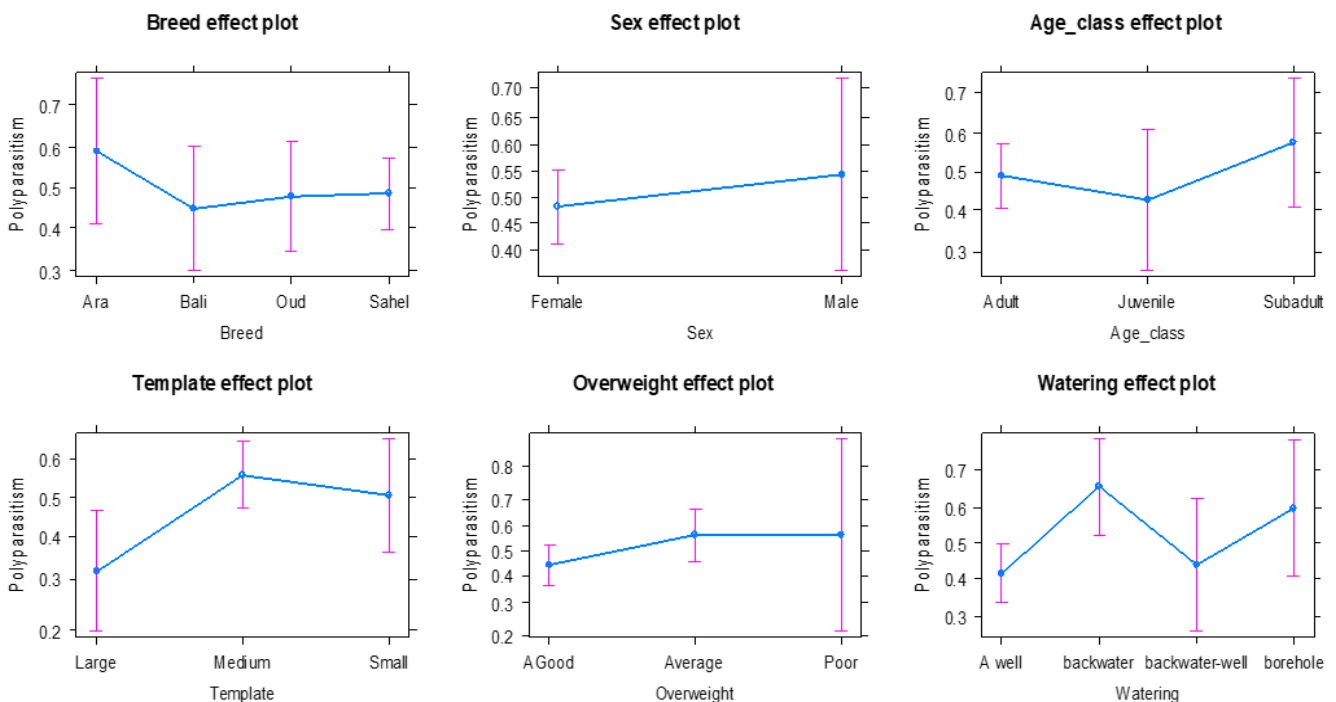 Breed effect plot
Polyparasitism
0.7
0.6
0.5
0.4
0.3
Ara Bali Oud Sahel
Breed
Sex effect plot
Polyparasitism
0.70
0.65
0.60
0.55
0.50
0.45
0.40
Female Male
Sex
Age_class effect plot
Polyparasitism
0.7
0.6
0.5
0.4
0.3
Adult Juvenile Subadult
Age_class
Template effect plot
Polyparasitism
0.6
0.5
0.4
0.3
0.2
Large Medium Small
Template
Overweight effect plot
Polyparasitism
0.8
0.7
0.6
0.5
0.4
0.3
0.2
AGood Average Poor
Overweight
Watering effect plot
Polyparasitism
0.7
0.6
0.5
0.4
0.3
A well backwater backwater-well borehole
Watering